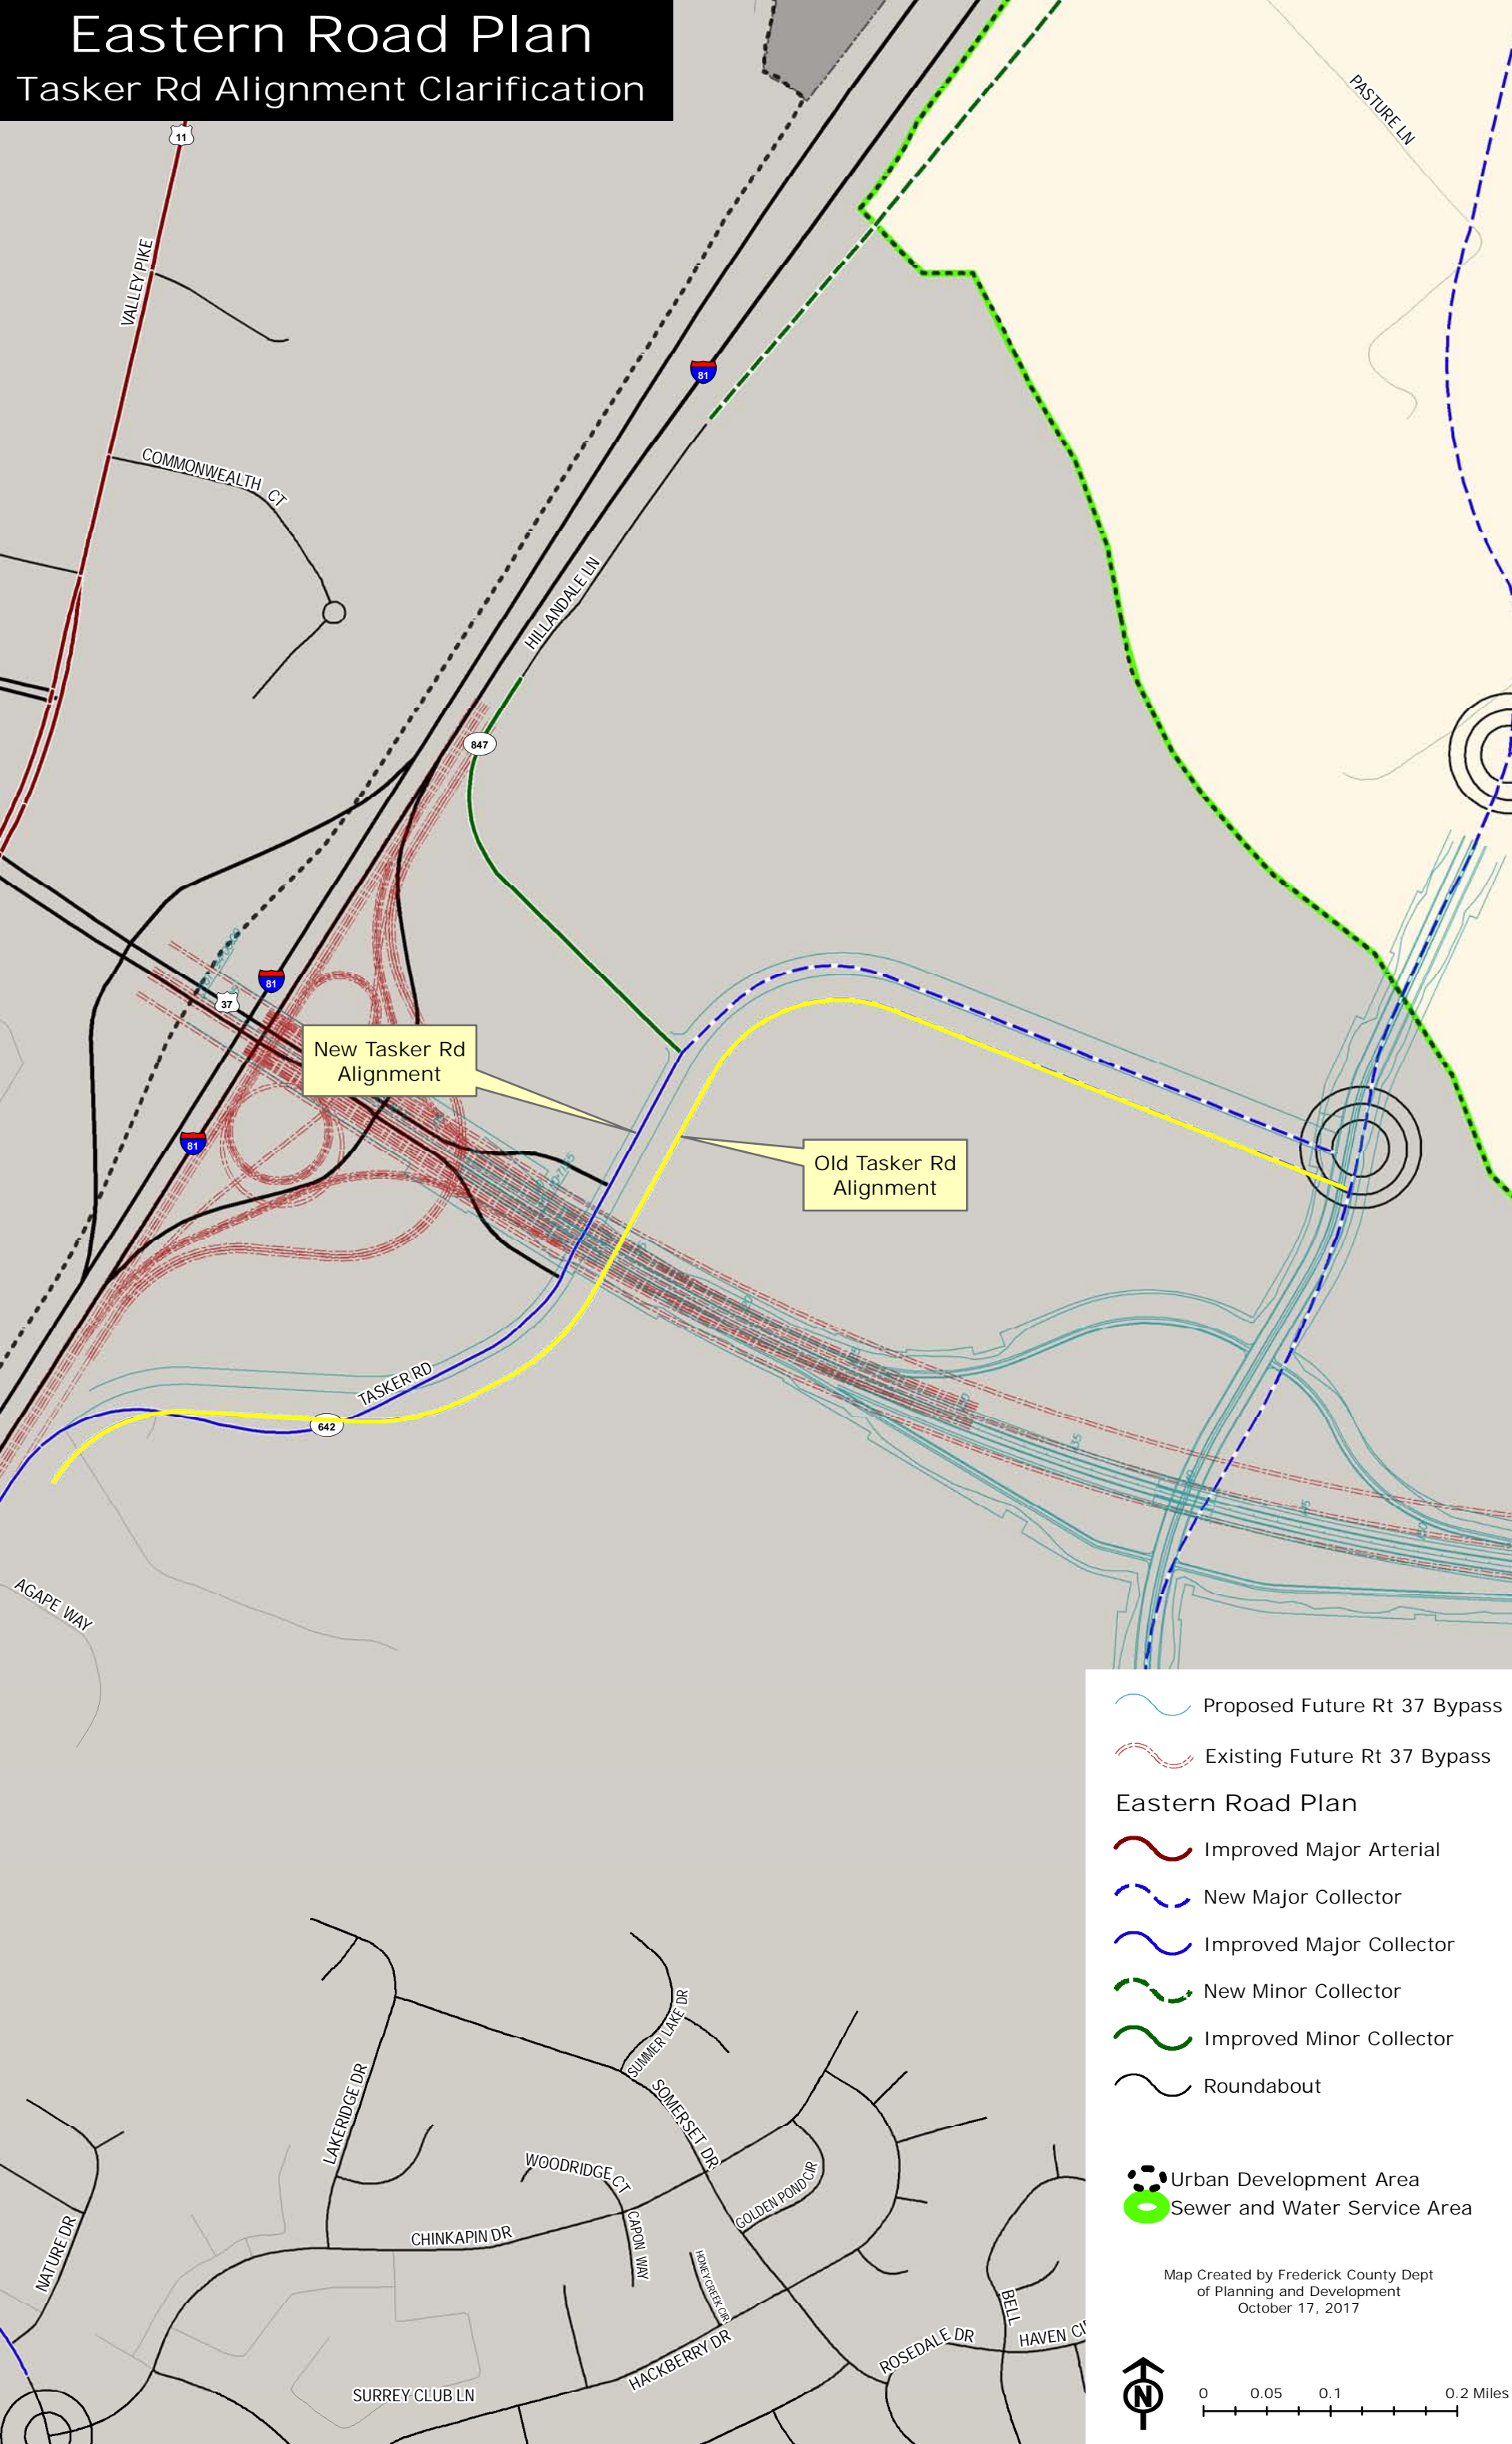 Eastern Road Plan
Tasker Rd Alignment Clarification
11
PASTURE LN
VALLEY PIKE
81
COMMONWEALTH CT
HILLANDALE LN
847
81
37
New Tasker Rd
Alignment
81
Old Tasker Rd
Alignment
TASKER RD
642
35
45
AGAPE WAY
Proposed Future Rt 37 Bypass
Existing Future Rt 37 Bypass
Eastern Road Plan
Improved Major Arterial
New Major Collector
Improved Major Collector
New Minor Collector
Improved Minor Collector
Roundabout
Urban Development Area
Sewer and Water Service Area
Map Created by Frederick County Dept
of Planning and Development
October 17, 2017
N
0 0.05 0.1 0.2 Miles
SUMMER LAKE DR
LAKERIDGE DR
SOMERSET DR
WOODRIDGE CT
GOLDEN POND CIR
CAPON WAY
CHINKAPIN DR
NATURE DR
HONEY CREEK CIR
BELL
HAVEN CI
ROSEDALE DR
HACKBERRY DR
SURREY CLUB LN